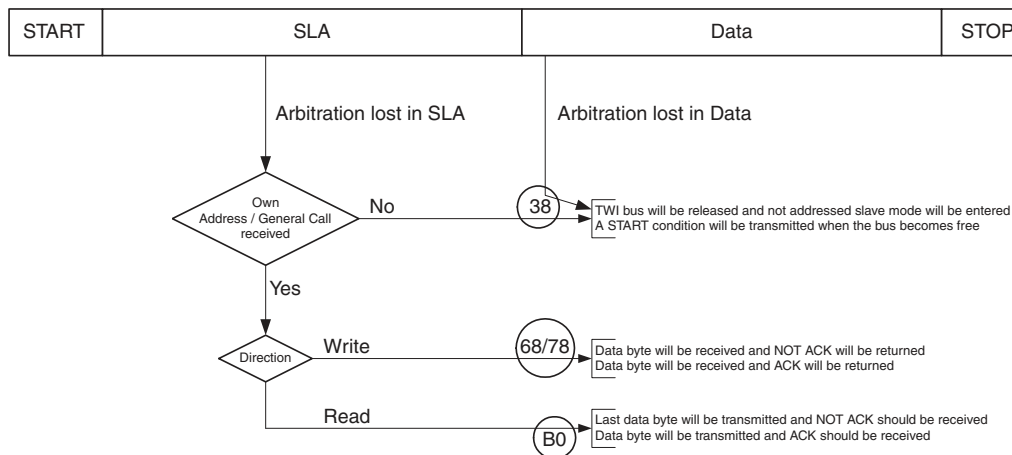 START SLA Data STOP
Arbitration lost in SLA Arbitration lost in Data
Own
Address / General Call
received
No
38
TWI bus will be released and not addressed slave mode will be entered
A START condition will be transmitted when the bus becomes free
Yes
Direction
Write
68/78
Data byte will be received and NOT ACK will be returned
Data byte will be received and ACK will be returned
Read
B0
Last data byte will be transmitted and NOT ACK should be received
Data byte will be transmitted and ACK should be received